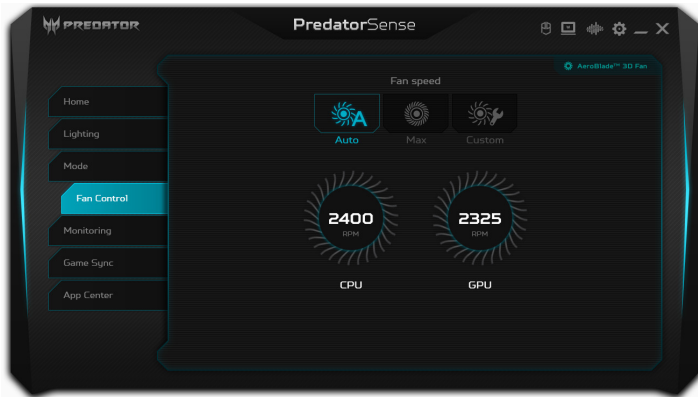 PREDATOR
PredatorSense
AeroBlade™ 3D Fan
Fan speed
Home
Lighting
Mode
Fan Control
Monitoring
Game Sync
App Center
Auto
Max
Custom
2400
RPM
CPU
2325
RPM
GPU